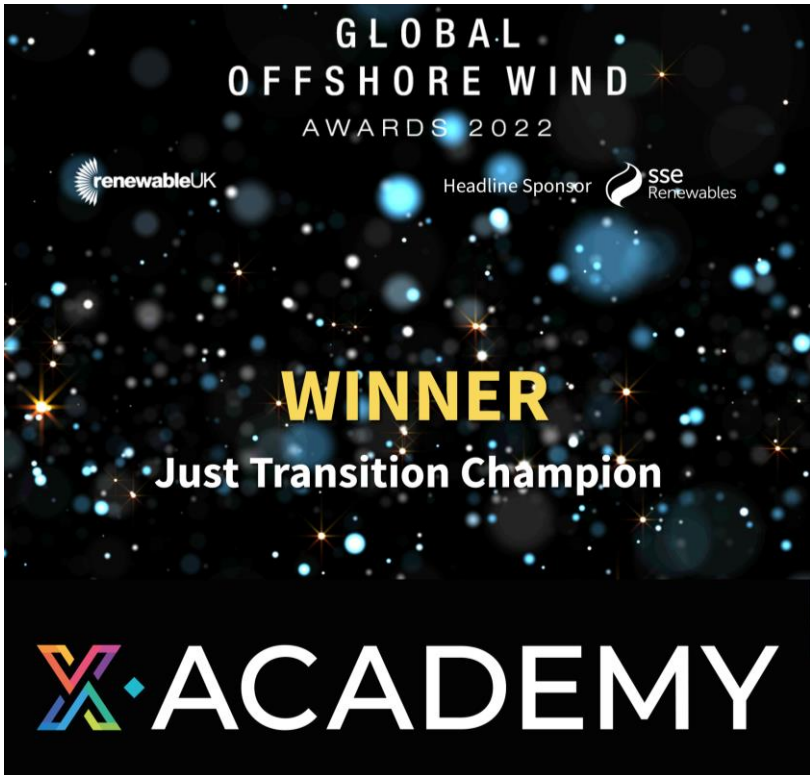 GLOBAL
OFFSHORE WIND
AWARDS 2022
renewableUK
Headline Sponsor
sse
Renewables
WINNER
Just Transition Champion
X·ACADEMY